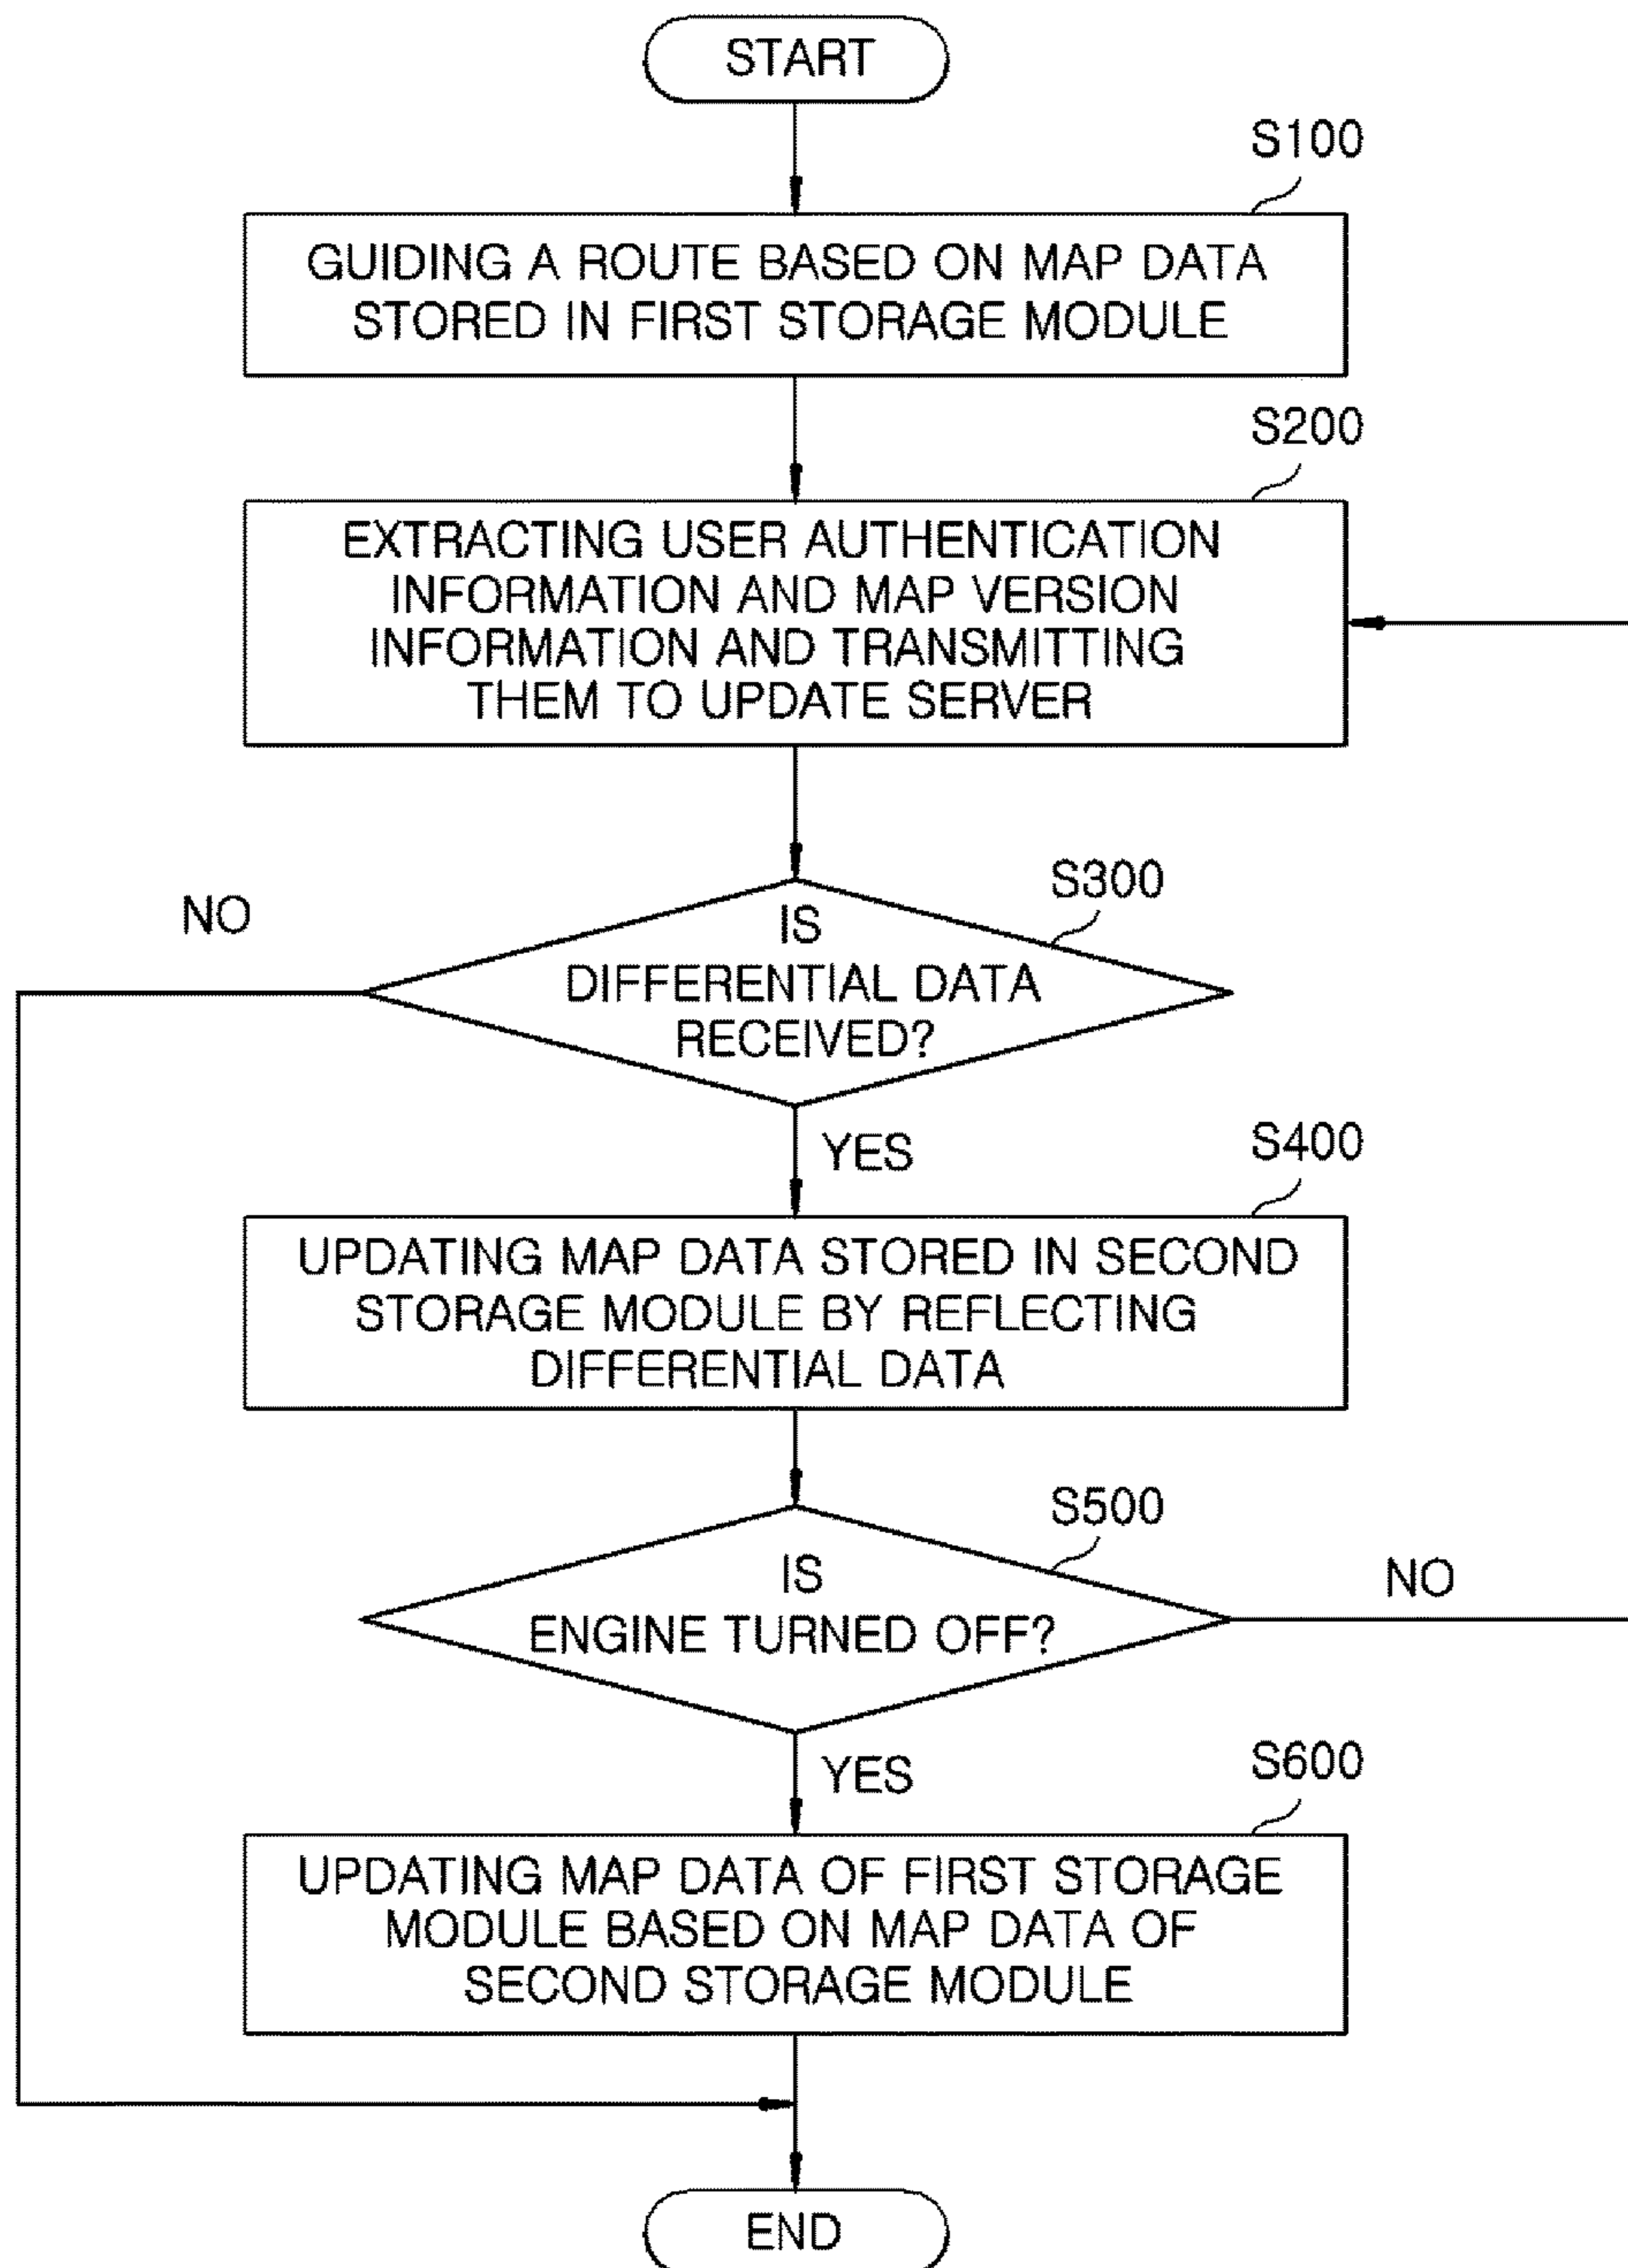 START
S100
GUIDING A ROUTE BASED ON MAP DATA
STORED IN FIRST STORAGE MODULE
S200
EXTRACTING USER AUTHENTICATION
INFORMATION AND MAP VERSION
INFORMATION AND TRANSMITTING
THEM TO UPDATE SERVER
S300
NO
IS
DIFFERENTIAL DATA
RECEIVED?
YES
S400
UPDATING MAP DATA STORED IN SECOND
STORAGE MODULE BY REFLECTING
DIFFERENTIAL DATA
S500
IS
ENGINE TURNED OFF?
NO
YES
S600
UPDATING MAP DATA OF FIRST STORAGE
MODULE BASED ON MAP DATA OF
SECOND STORAGE MODULE
END